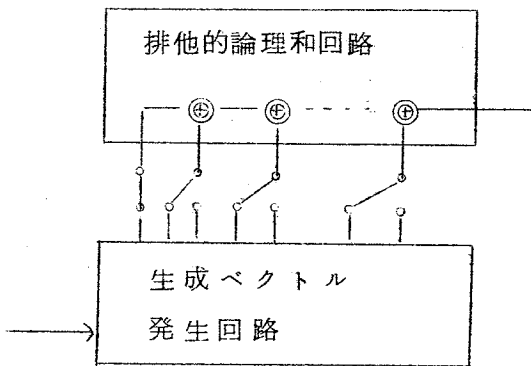 排他的論理和回路
生成ベクトル
発生回路